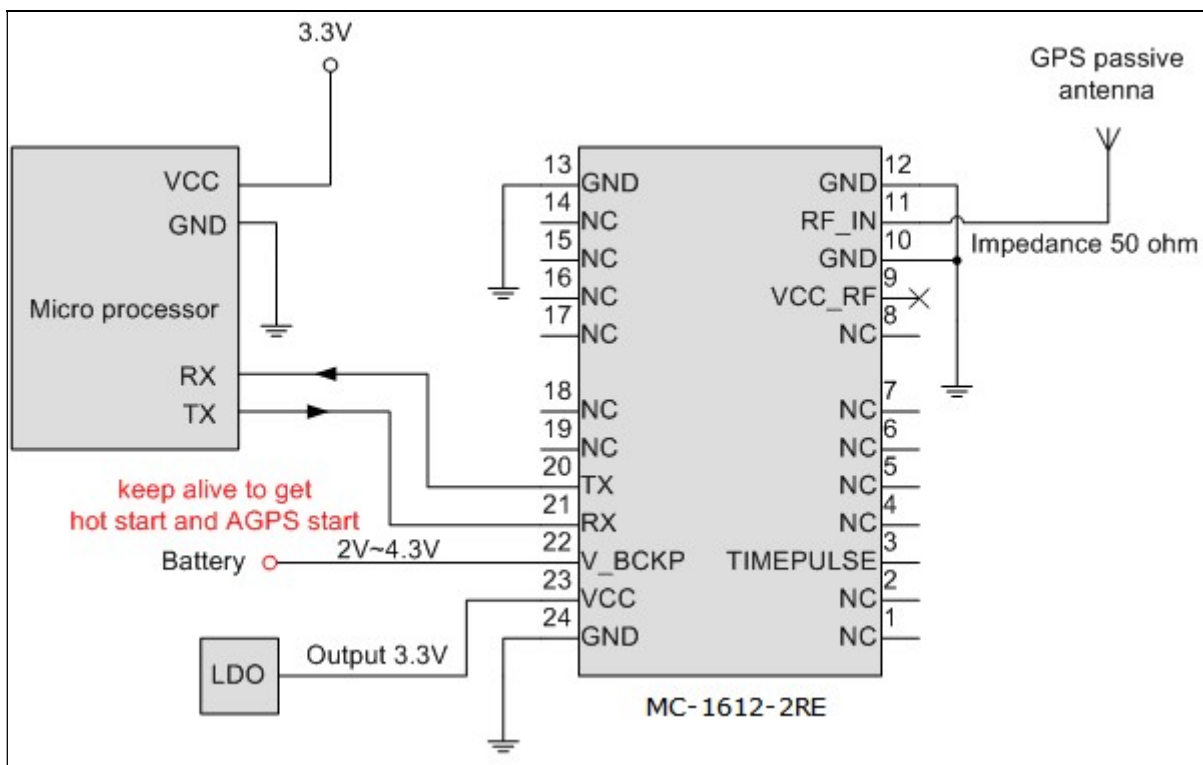 3.3V
GPS passive
antenna
VCC
GND
Micro processor
RX
TX
keep alive to get
hot start and AGPS start
Battery
2V~4.3V
LDO
Output 3.3V
13 GND
14 NC
15 NC
16 NC
17 NC
18 NC
19 NC
20 TX
21 RX
22 V_BCKP
23 VCC
24 GND
GND 12
RF_IN 11
GND 10
VCC_RF 9
NC 8
NC 7
NC 6
NC 5
NC 4
TIMEPULSE 3
NC 2
NC 1
Impedance 50 ohm
MC-1612-2RE